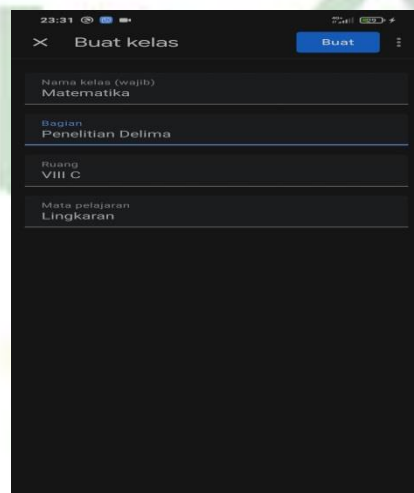 23:31
✕ Buat kelas Buat
Nama kelas (wajib)
Matematika
Bagian
Penelitian Delima
Ruang
VIII C
Mata pelajaran
Lingkaran